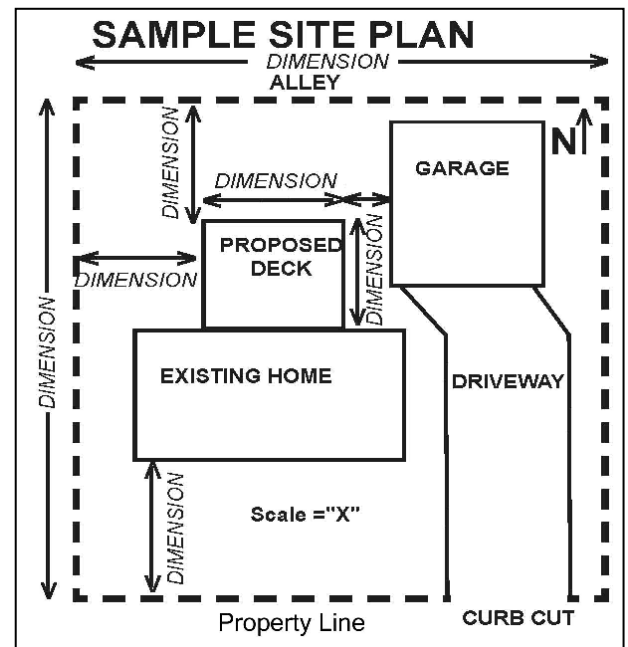 SAMPLE SITE PLAN
DIMENSION
ALLEY
DIMENSION
N
GARAGE
DIMENSION
PROPOSED
DECK
DIMENSION
DIMENSION
DIMENSION
EXISTING HOME
DRIVEWAY
DIMENSION
Scale ="X"
Property Line
CURB CUT